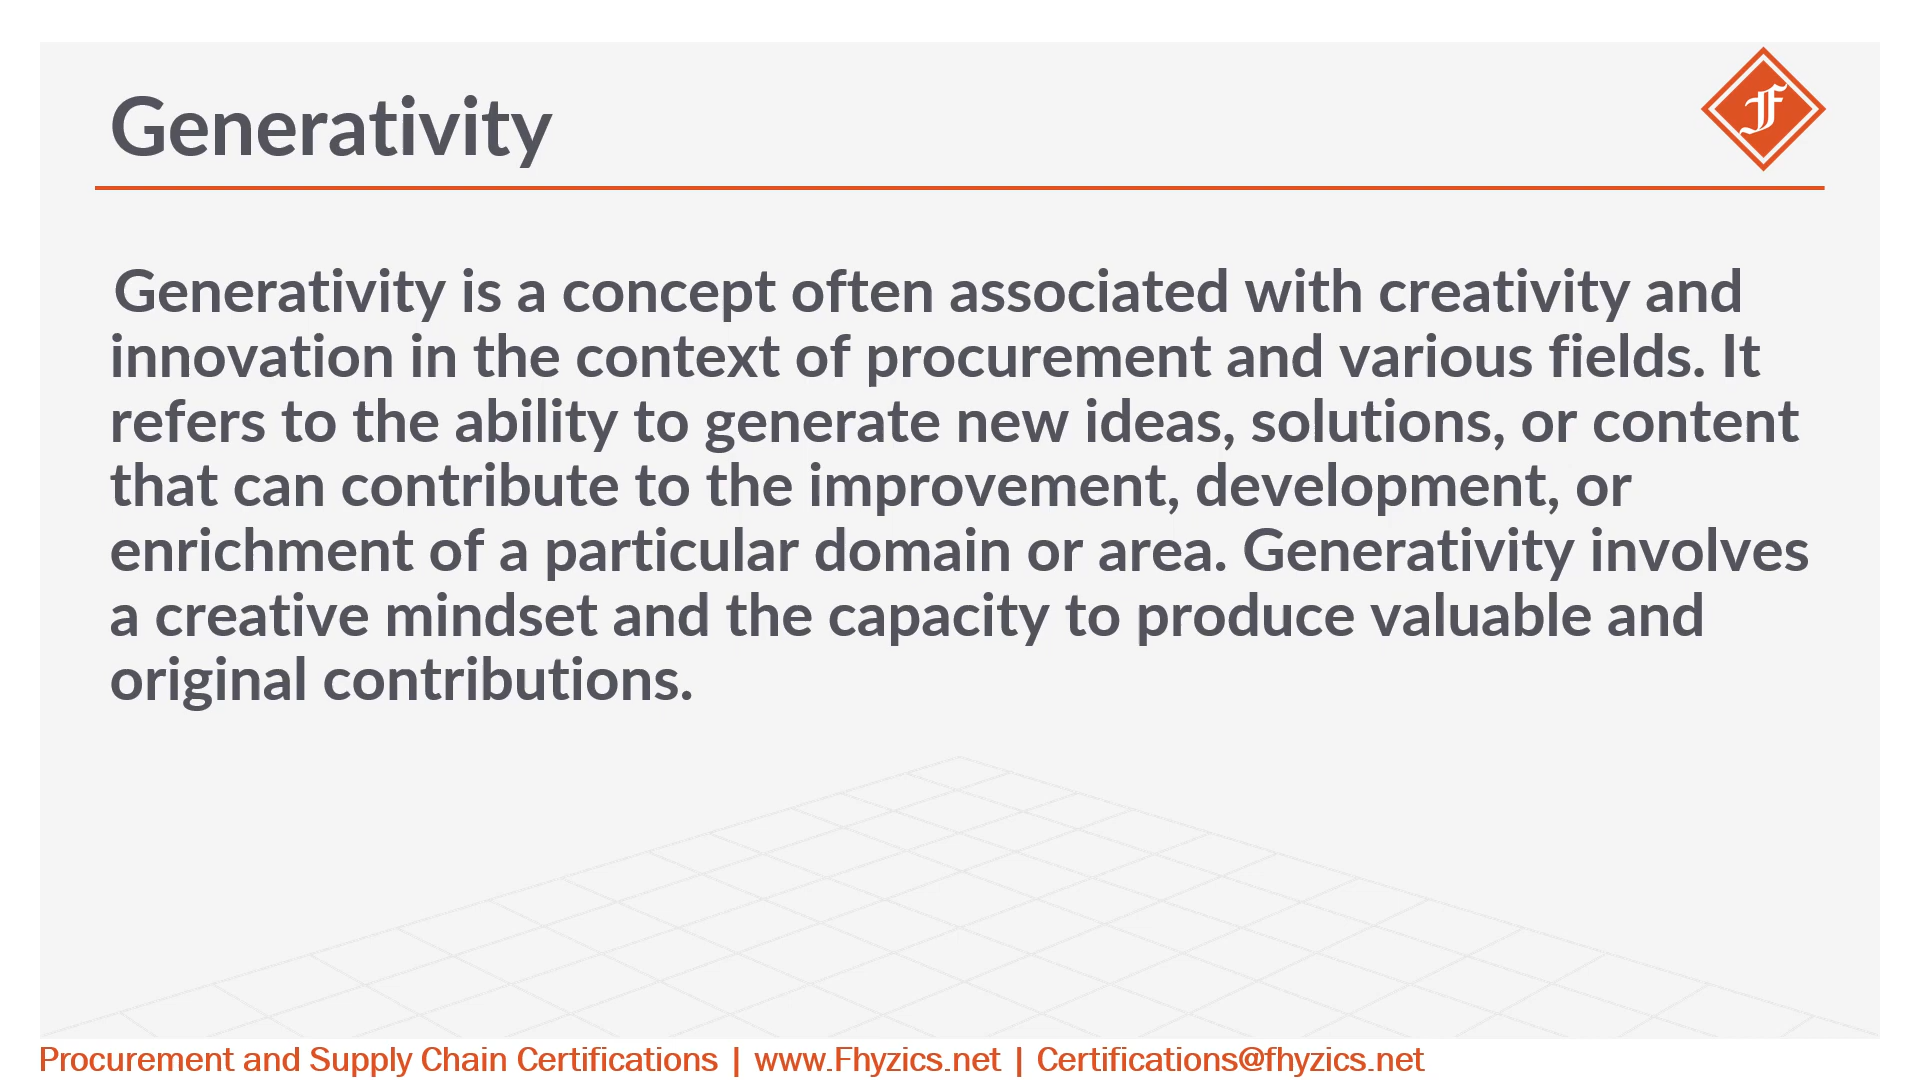 Generativity
Generativity is a concept often associated with creativity and
innovation in the context of procurement and various fields. It
refers to the ability to generate new ideas, solutions, or content
that can contribute to the improvement, development, or
enrichment of a particular domain or area. Generativity involves
a creative mindset and the capacity to produce valuable and
original contributions.
Procurement and Supply Chain Certifications | www.Fhyzics.net | Certifications@fhyzics.net